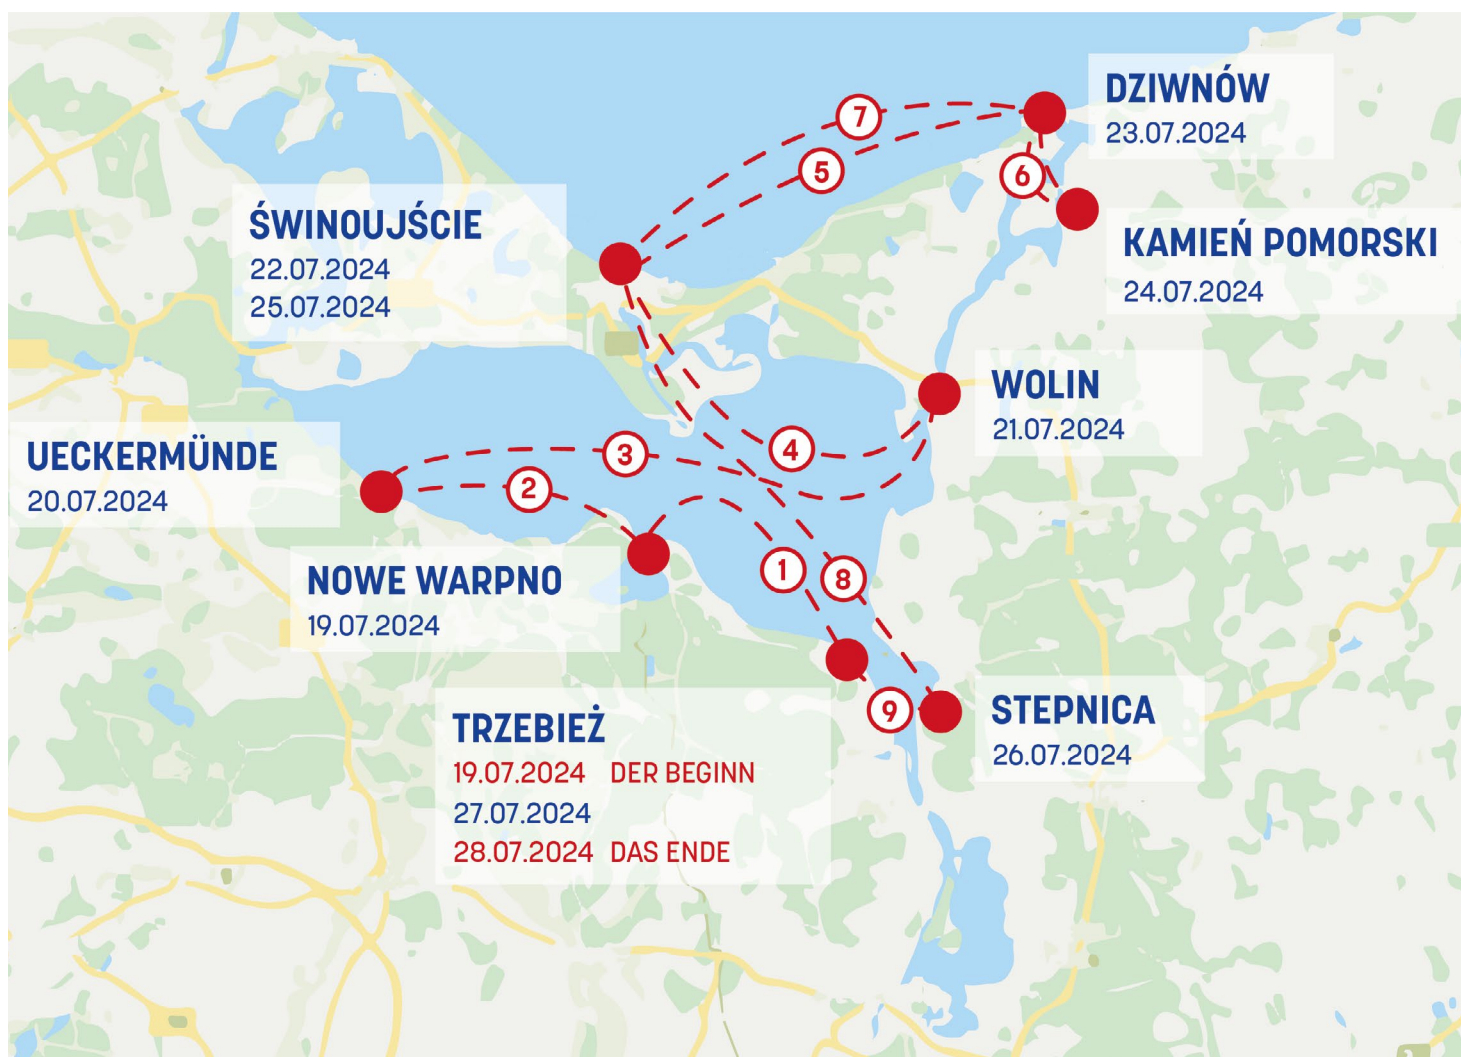 DZIWNÓW
23.07.2024
7
5
6
ŚWINOUJŚCIE
22.07.2024
25.07.2024
KAMIEŃ POMORSKI
24.07.2024
WOLIN
21.07.2024
UECKERMÜNDE
20.07.2024
3
4
2
NOWE WARPNO
19.07.2024
1
8
TRZEBIEŻ
19.07.2024 DER BEGINN
27.07.2024
28.07.2024 DAS ENDE
9
STEPNICA
26.07.2024